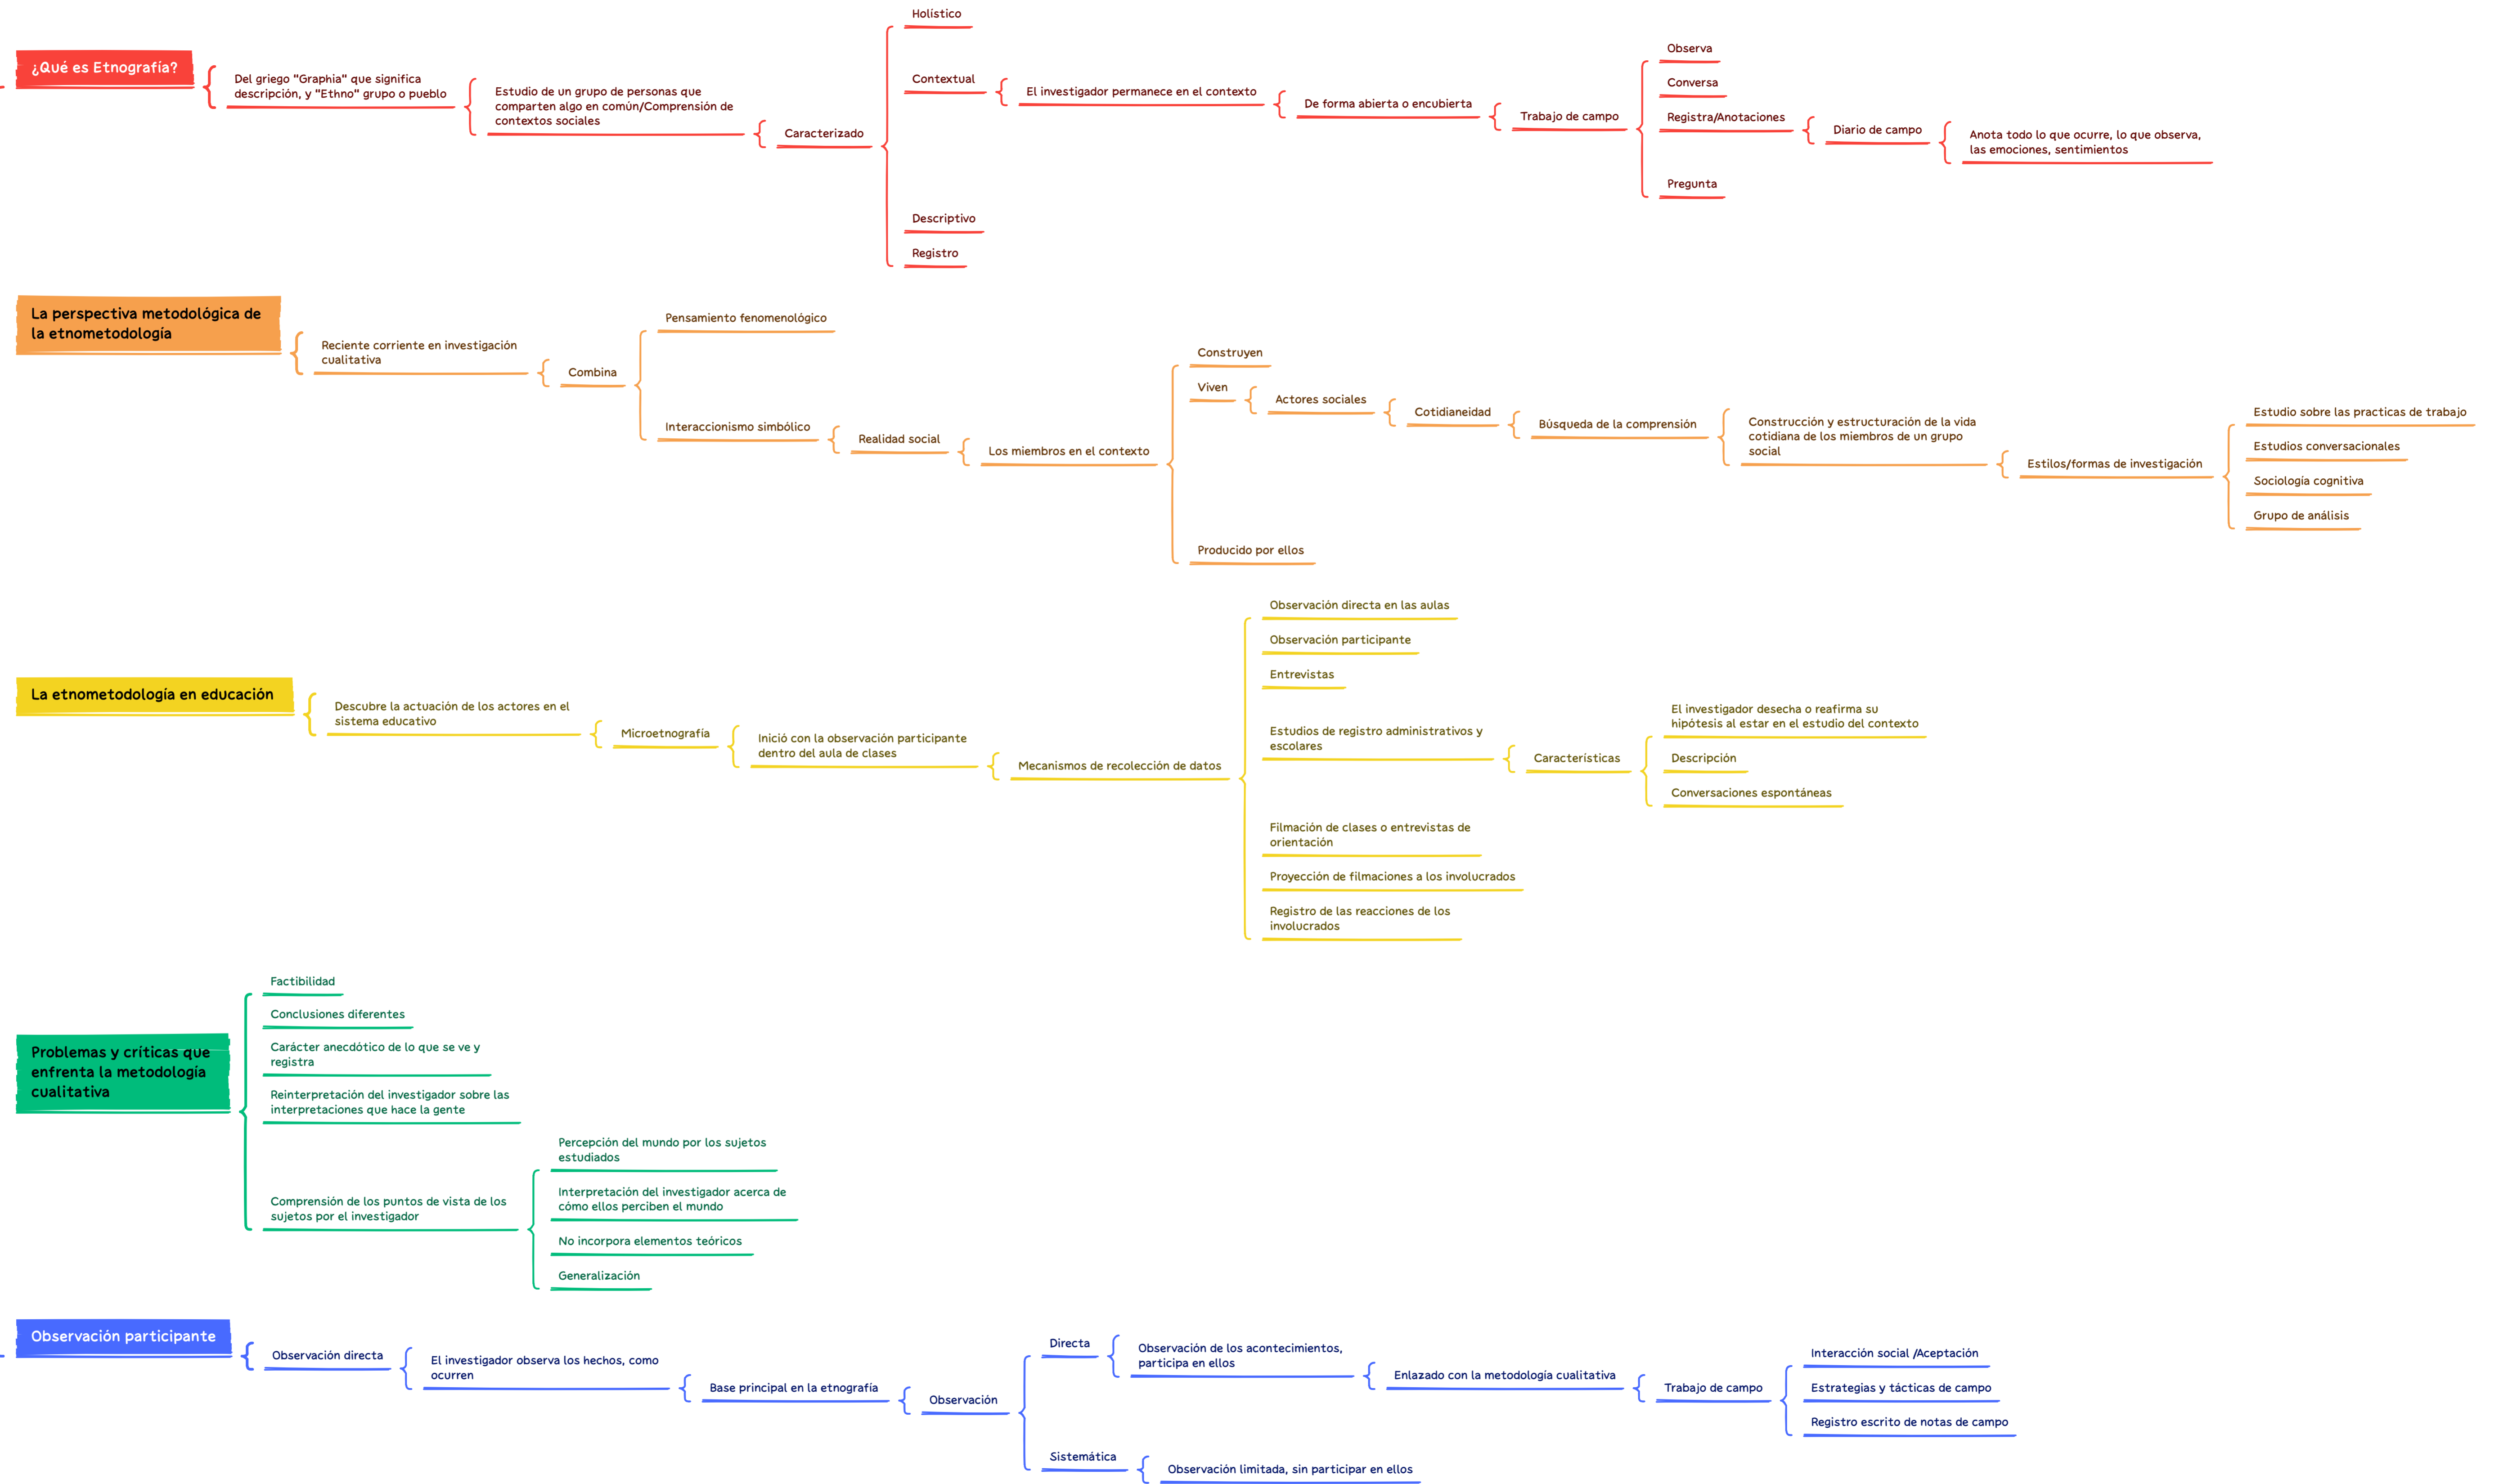 ¿Qué es Etnografía?
Del griego "Graphia" que significa
descripción, y "Ethno" grupo o pueblo
Estudio de un grupo de personas que
comparten algo en común/Comprensión de
contextos sociales
Caracterizado
Holístico
Contextual
El investigador permanece en el contexto
De forma abierta o encubierta
Trabajo de campo
Observa
Conversa
Registra/Anotaciones
Diario de campo
Anota todo lo que ocurre, lo que observa,
las emociones, sentimientos
Pregunta
Descriptivo
Registro
La perspectiva metodológica de
la etnometodología
Reciente corriente en investigación
cualitativa
Combina
Pensamiento fenomenológico
Interaccionismo simbólico
Realidad social
Los miembros en el contexto
Construyen
Viven
Actores sociales
Cotidianeidad
Búsqueda de la comprensión
Construcción y estructuración de la vida
cotidiana de los miembros de un grupo
social
Estilos/formas de investigación
Estudio sobre las practicas de trabajo
Estudios conversacionales
Sociología cognitiva
Grupo de análisis
Producido por ellos
La etnometodología en educación
Descubre la actuación de los actores en el
sistema educativo
Microetnografía
Inició con la observación participante
dentro del aula de clases
Mecanismos de recolección de datos
Observación directa en las aulas
Observación participante
Entrevistas
Estudios de registro administrativos y
escolares
Características
El investigador desecha o reafirma su
hipótesis al estar en el estudio del contexto
Descripción
Conversaciones espontáneas
Filmación de clases o entrevistas de
orientación
Proyección de filmaciones a los involucrados
Registro de las reacciones de los
involucrados
Problemas y críticas que
enfrenta la metodología
cualitativa
Factibilidad
Conclusiones diferentes
Carácter anecdótico de lo que se ve y
registra
Reinterpretación del investigador sobre las
interpretaciones que hace la gente
Comprensión de los puntos de vista de los
sujetos por el investigador
Percepción del mundo por los sujetos
estudiados
Interpretación del investigador acerca de
cómo ellos perciben el mundo
No incorpora elementos teóricos
Generalización
Observación participante
Observación directa
El investigador observa los hechos, como
ocurren
Base principal en la etnografía
Observación
Directa
Observación de los acontecimientos,
participa en ellos
Enlazado con la metodología cualitativa
Trabajo de campo
Interacción social /Aceptación
Estrategias y tácticas de campo
Registro escrito de notas de campo
Sistemática
Observación limitada, sin participar en ellos